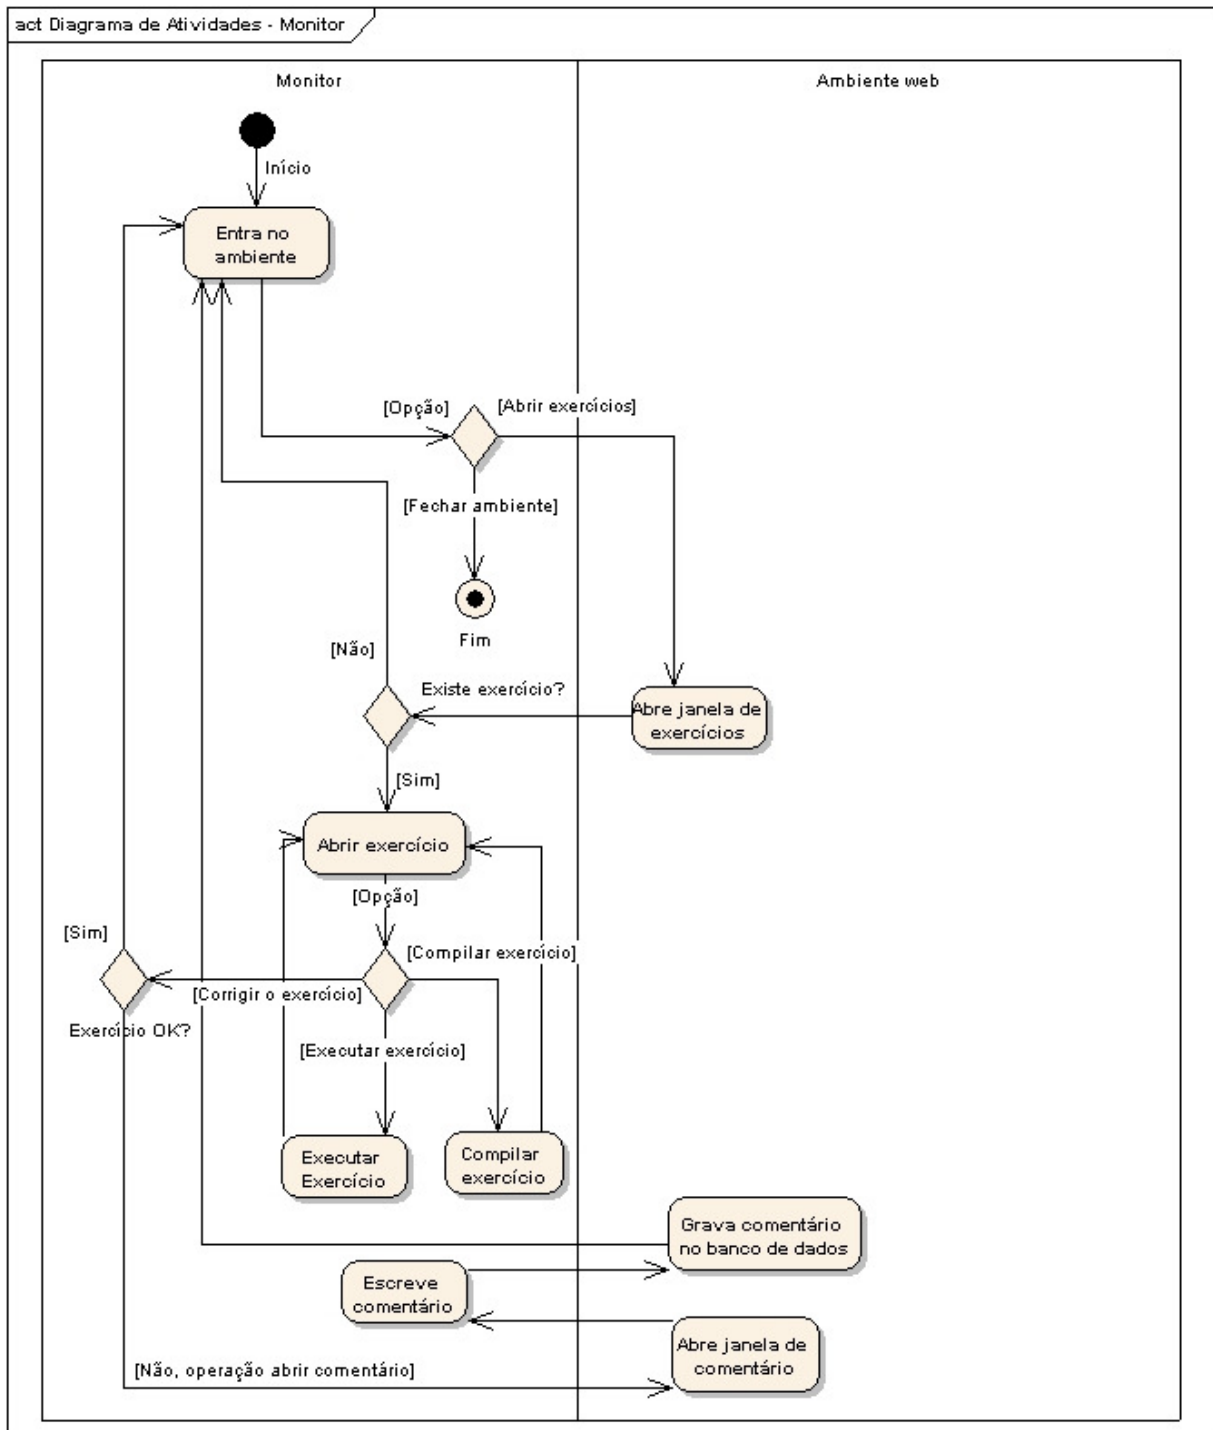 act Diagrama de Atividades - Monitor
Monitor
Ambiente web
Início
Entra no
ambiente
[Opção]
[Abrir exercícios]
[Fechar ambiente]
Fim
[Não]
Existe exercício?
Abre janela de
exercícios
[Sim]
Abrir exercício
[Opção]
[Sim]
[Compilar exercício]
[Corrigir o exercício]
Exercício OK?
[Executar exercício]
Executar
Exercício
Compilar
exercício
Grava comentário
no banco de dados
Escreve
comentário
Abre janela de
comentário
[Não, operação abrir comentário]